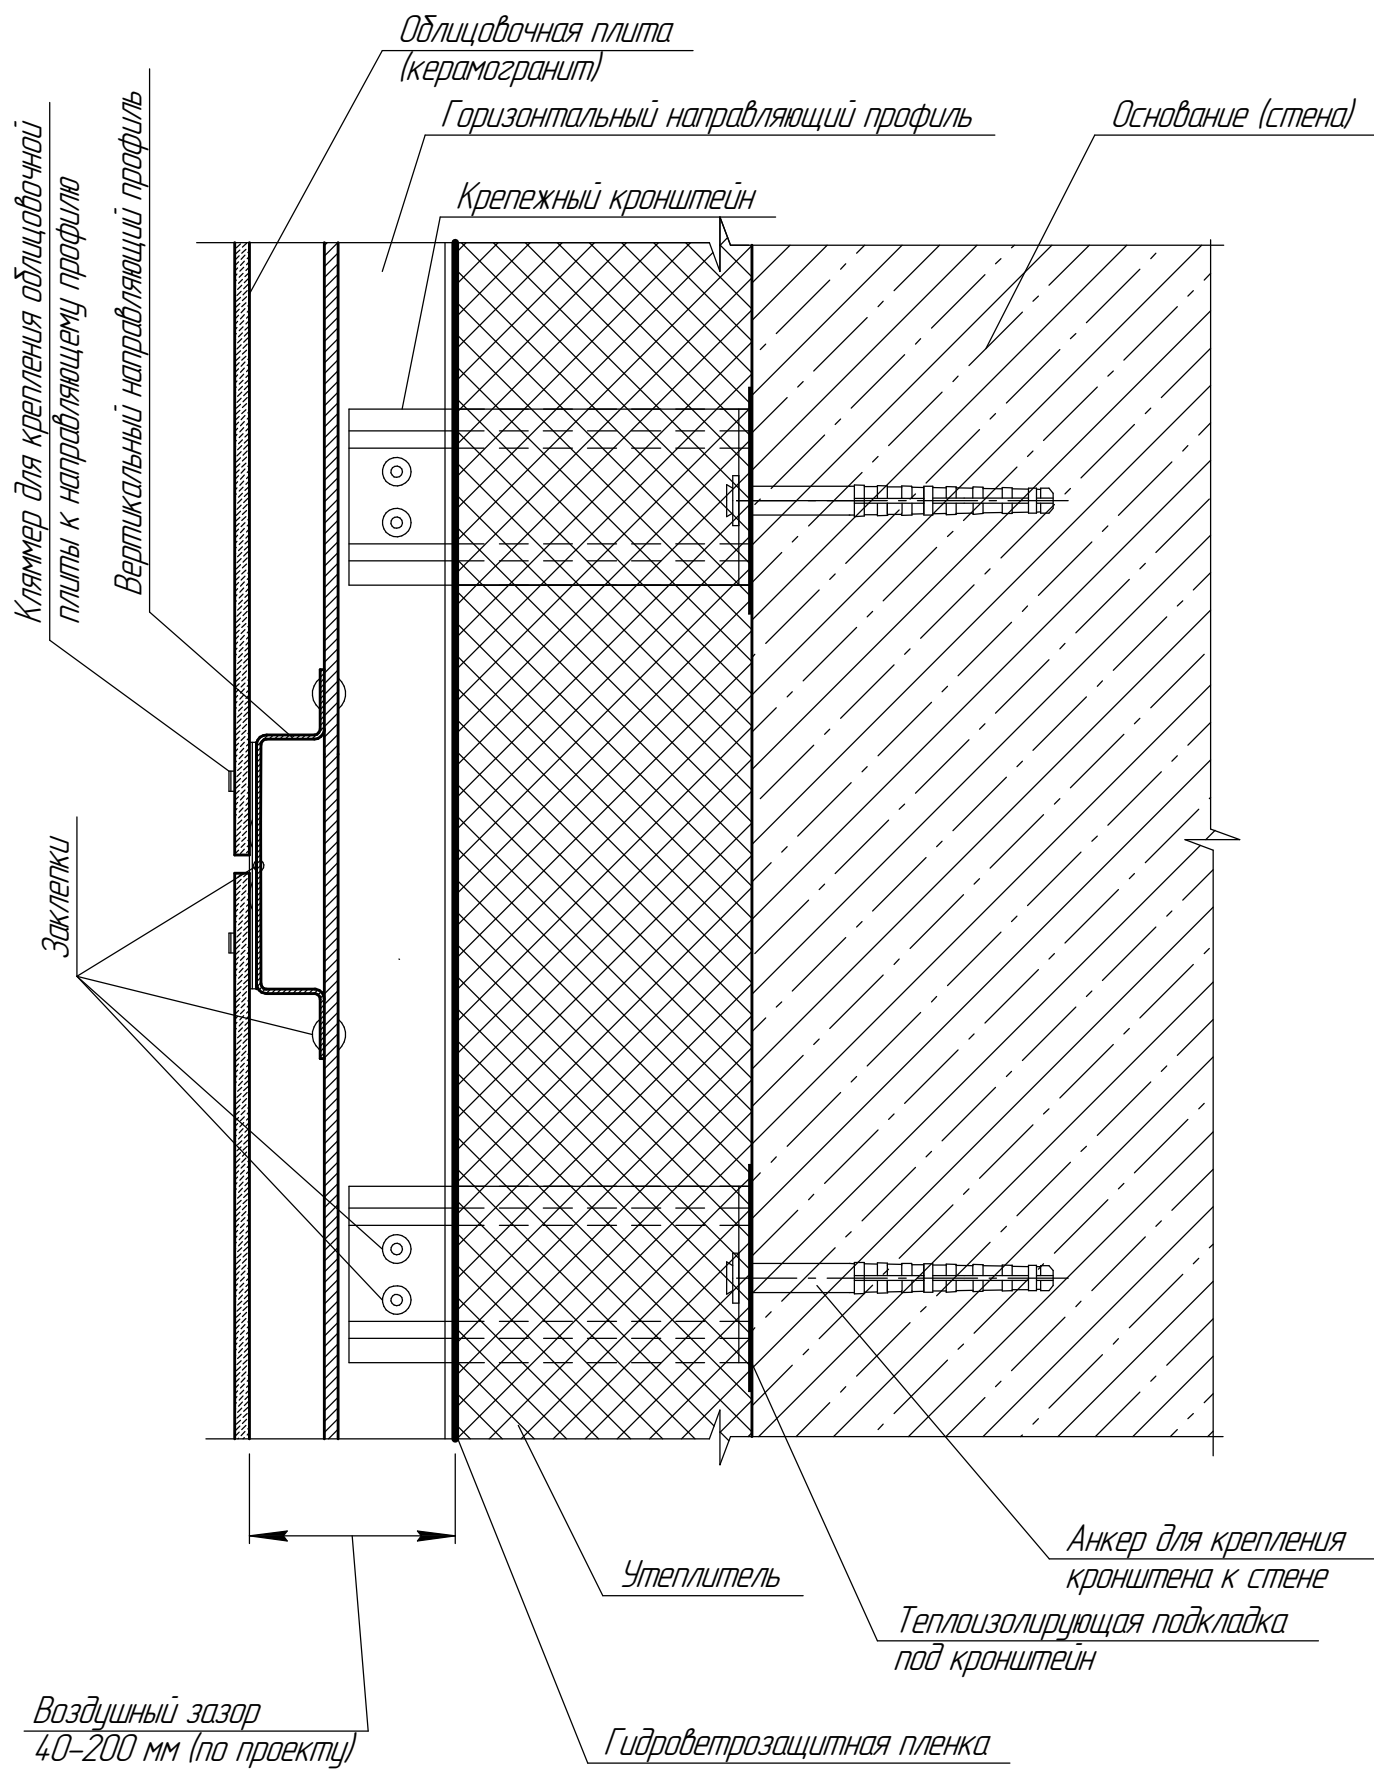 Облицовочная плита
(керамогранит)
Горизонтальный направляющий профиль
Основание (стена)
Крепежный кронштейн
Кляммер для крепления облицовочной
плиты к направляющему профилю
Вертикальный направляющий профиль
Заклепки
Анкер для крепления
кронштена к стене
Утеплитель
Теплоизолирующая подкладка
под кронштейн
Воздушный зазор
40-200 мм (по проекту)
Гидроветрозащитная пленка